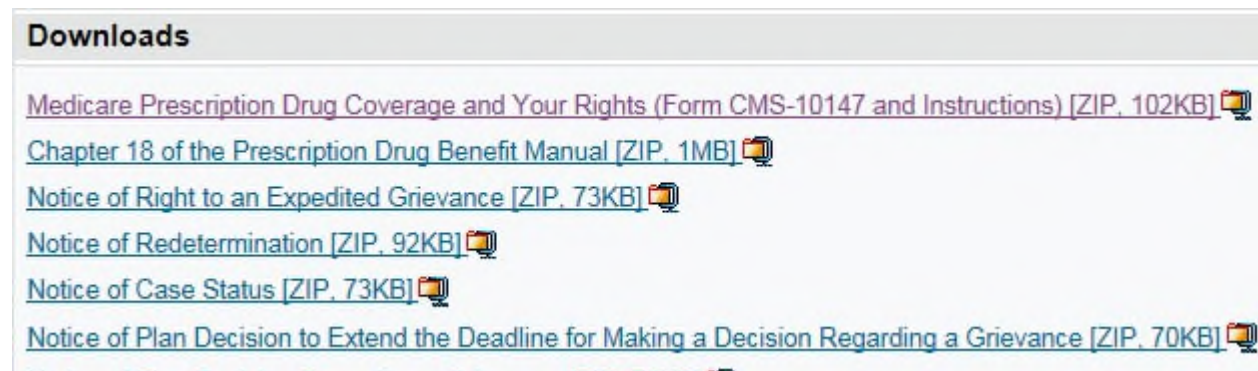 Downloads
Medicare Prescription Drug Coverage and Your Rights (Form CMS-10147 and Instructions) [ZIP, 102KB]
Chapter 18 of the Prescription Drug Benefit Manual [ZIP, 1MB]
Notice of Right to an Expedited Grievance [ZIP, 73KB]
Notice of Redetermination [ZIP, 92KB]
Notice of Case Status [ZIP, 73KB]
Notice of Plan Decision to Extend the Deadline for Making a Decision Regarding a Grievance [ZIP, 70KB]